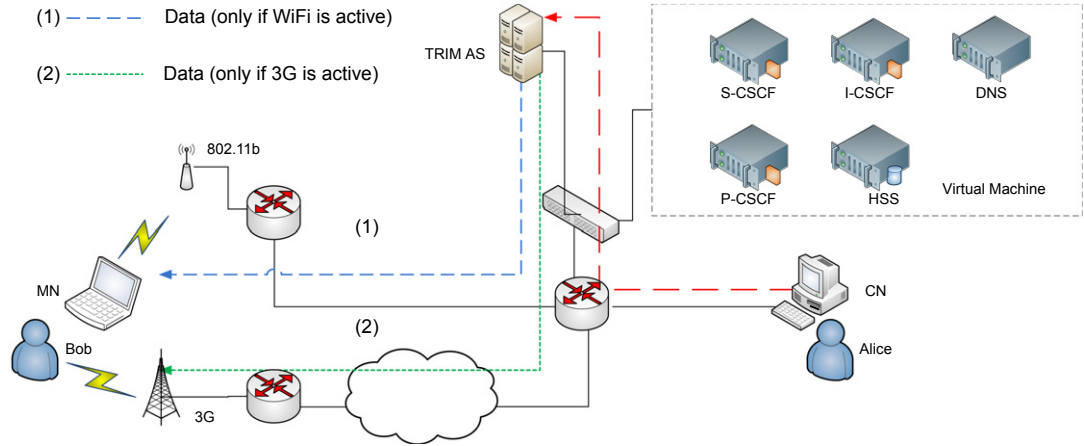 (1) Data (only if WiFi is active)
(2) Data (only if 3G is active)
TRIM AS
S-CSCF
I-CSCF
DNS
P-CSCF
HSS
Virtual Machine
802.11b
(1)
MN
CN
(2)
Bob
Alice
3G